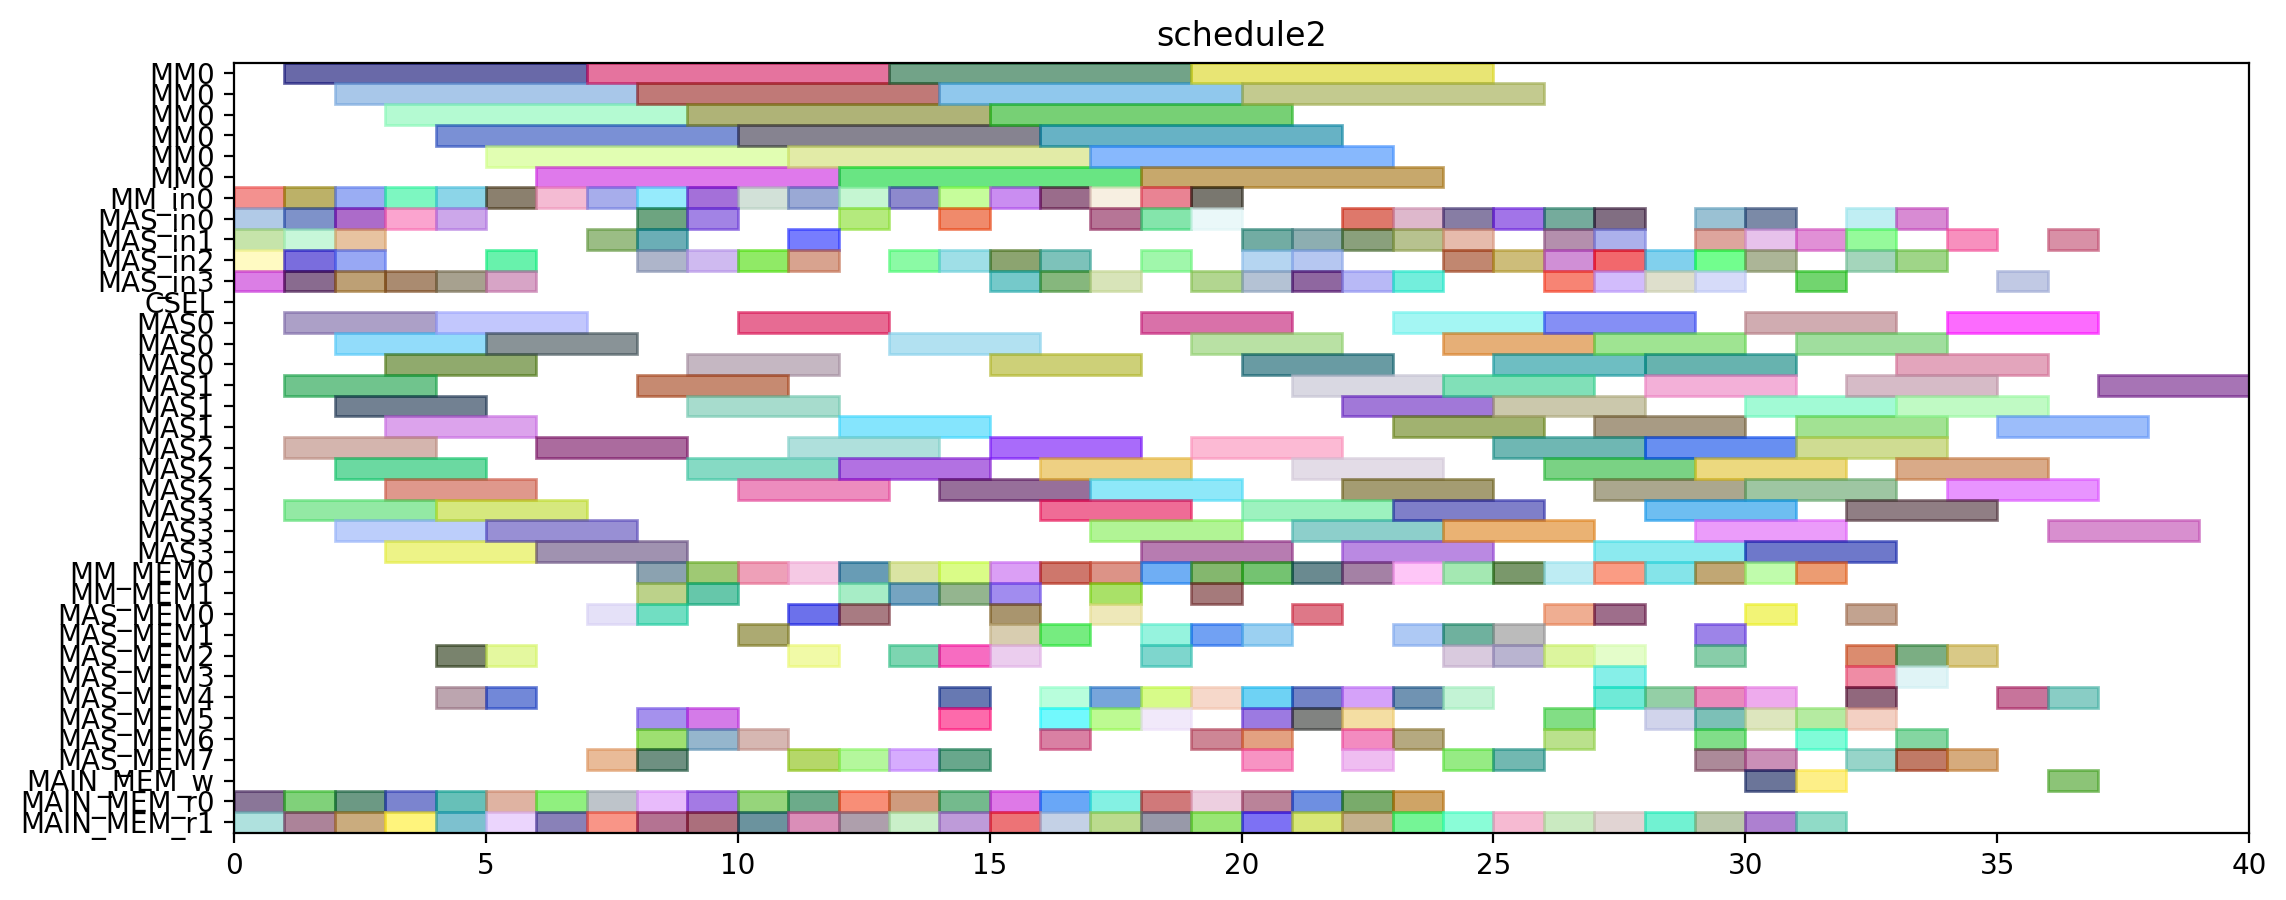 schedule2
MM0
MM0
MM0
MM0
MM0
MM0
MM_in0
MAS_in0
MAS_in1
MAS_in2
MAS_in3
CSEL
MAS0
MAS0
MAS0
MAS1
MAS1
MAS1
MAS2
MAS2
MAS2
MAS3
MAS3
MAS3
MM_MEM0
MM_MEM1
MAS_MEM0
MAS_MEM1
MAS_MEM2
MAS_MEM3
MAS_MEM4
MAS_MEM5
MAS_MEM6
MAS_MEM7
MAIN_MEM_w
MAIN_MEM_r0
MAIN_MEM_r1
0 5 10 15 20 25 30 35 40